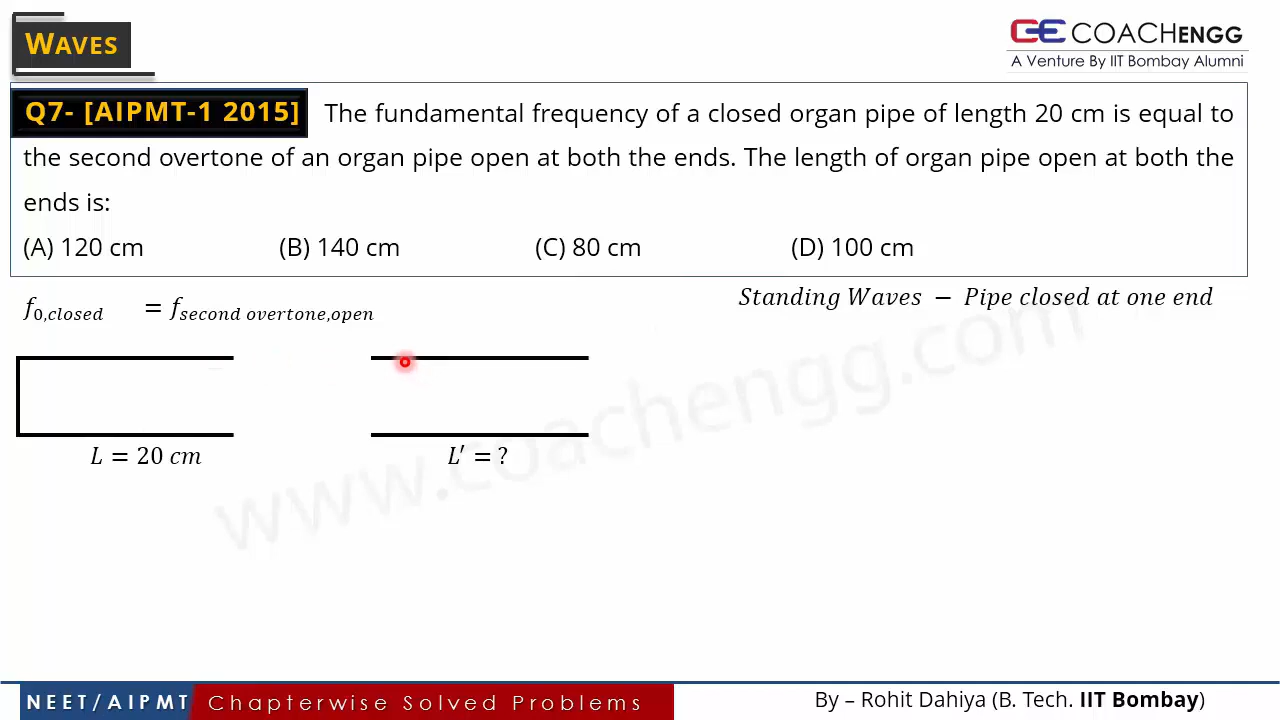 WAVES
CE COACHENGG
A Venture By IIT Bombay Alumni
Q7- [AIPMT-1 2015] The fundamental frequency of a closed organ pipe of length 20 cm is equal to
the second overtone of an organ pipe open at both the ends. The length of organ pipe open at both the
ends is:
(A) 120 cm (B) 140 cm (C) 80 cm (D) 100 cm
f0,closed = fsecond overtone,open
Standing Waves − Pipe closed at one end
L = 20 cm L′ = ?
www.coachengg.com
NEET/AIPMT Chapterwise Solved Problems
By – Rohit Dahiya (B. Tech. IIT Bombay)